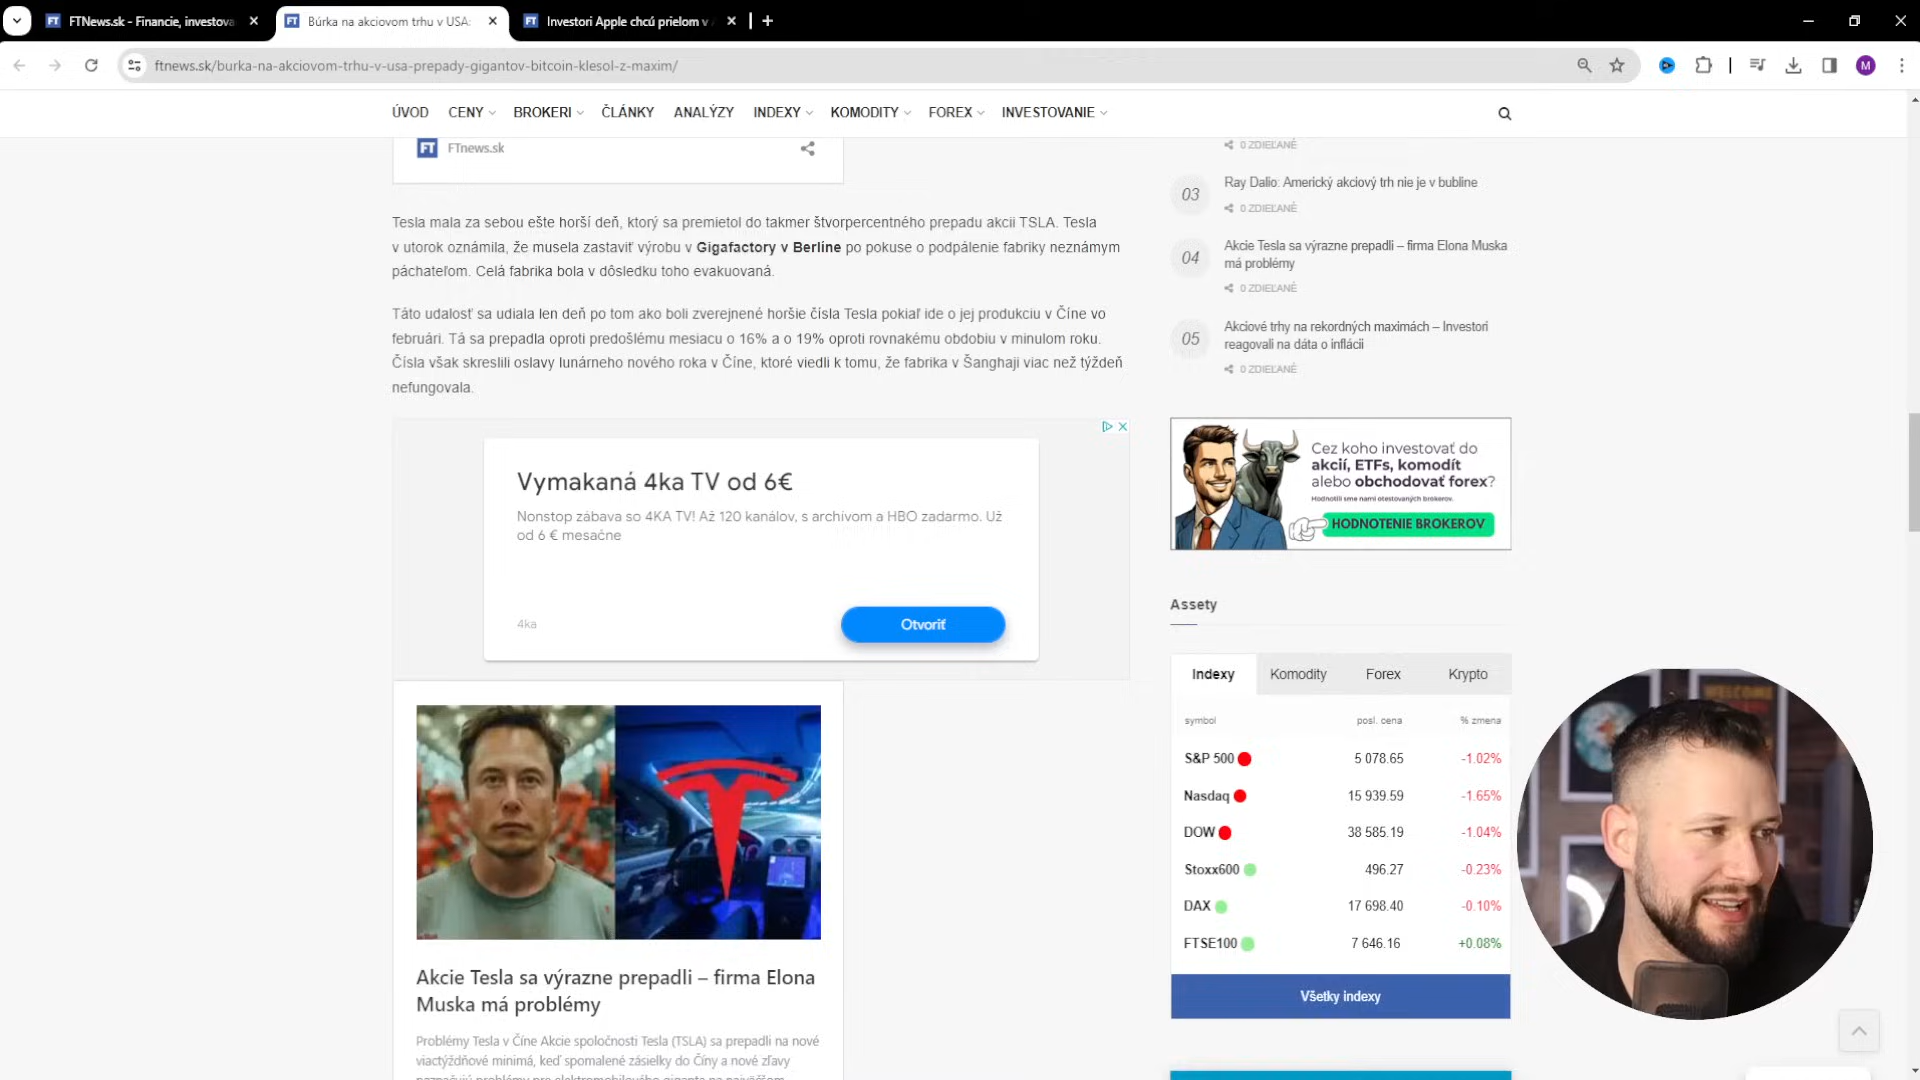 FTNews.sk - Financie, investova
Búrka na akciovom trhu v USA:
Investori Apple chcú prielom v
ftnews.sk/burka-na-akciovom-trhu-v-usa-prepady-gigantov-bitcoin-klesol-z-maxim/
M
ÚVOD CENY BROKERI ČLÁNKY ANALÝZY INDEXY KOMODITY FOREX INVESTOVANIE
FT FTnews.sk
Tesla mala za sebou ešte horší deň, ktorý sa premietol do takmer štvorpercentného prepadu akcii TSLA. Tesla
v utorok oznámila, že musela zastaviť výrobu v Gigafactory v Berlíne po pokuse o podpálenie fabriky neznámym
páchateľom. Celá fabrika bola v dôsledku toho evakuovaná.
Táto udalosť sa udiala len deň po tom ako boli zverejnené horšie čísla Tesla pokiaľ ide o jej produkciu v Číne vo
februári. Tá sa prepadla oproti predošlému mesiacu o 16% a o 19% oproti rovnakému obdobiu v minulom roku.
Čísla však skreslili oslavy lunárneho nového roka v Číne, ktoré viedli k tomu, že fabrika v Šanghaji viac než týždeň
nefungovala.
Vymakaná 4ka TV od 6€
Nonstop zábava so 4KA TV! Až 120 kanálov, s archívom a HBO zadarmo. Už
od 6 € mesačne
4ka
Otvoriť
Akcie Tesla sa výrazne prepadli – firma Elona
Muska má problémy
Problémy Tesla v Číne Akcie spoločnosti Tesla (TSLA) sa prepadli na nové
viactýždňové minimá, keď spomalené zásielky do Číny a nové zľavy
0 ZDIEĽANÉ
03
Ray Dalio: Americký akciový trh nie je v bubline
0 ZDIEĽANÉ
04
Akcie Tesla sa výrazne prepadli – firma Elona Muska
má problémy
0 ZDIEĽANÉ
05
Akciové trhy na rekordných maximách – Investori
reagovali na dáta o inflácii
0 ZDIEĽANÉ
Cez koho investovať do
akcií, ETFs, komodít
alebo obchodovať forex?
Hodnotili sme nami otestovaných brokerov.
HODNOTENIE BROKEROV
Assety
Indexy Komodity Forex Krypto
symbol posl. cena % zmena
S&P 500 5 078.65 -1.02%
Nasdaq 15 939.59 -1.65%
DOW 38 585.19 -1.04%
Stoxx600 496.27 -0.23%
DAX 17 698.40 -0.10%
FTSE100 7 646.16 +0.08%
Všetky indexy
WELCOME